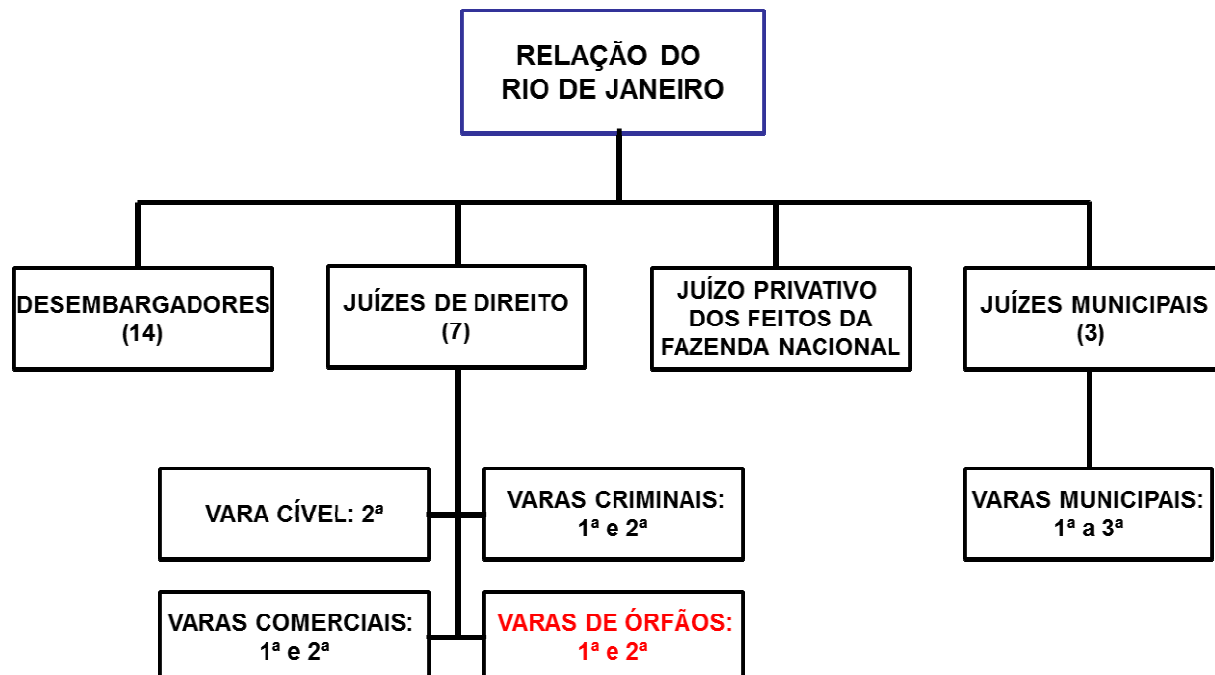 RELAÇÃO DO
RIO DE JANEIRO
DESEMBARGADORES
(14)
JUÍZES DE DIREITO
(7)
JUÍZO PRIVATIVO
DOS FEITOS DA
FAZENDA NACIONAL
JUÍZES MUNICIPAIS
(3)
VARA CÍVEL: 2ª
VARAS CRIMINAIS:
1ª e 2ª
VARAS MUNICIPAIS:
1ª a 3ª
VARAS COMERCIAIS:
1ª e 2ª
VARAS DE ÓRFÃOS:
1ª e 2ª